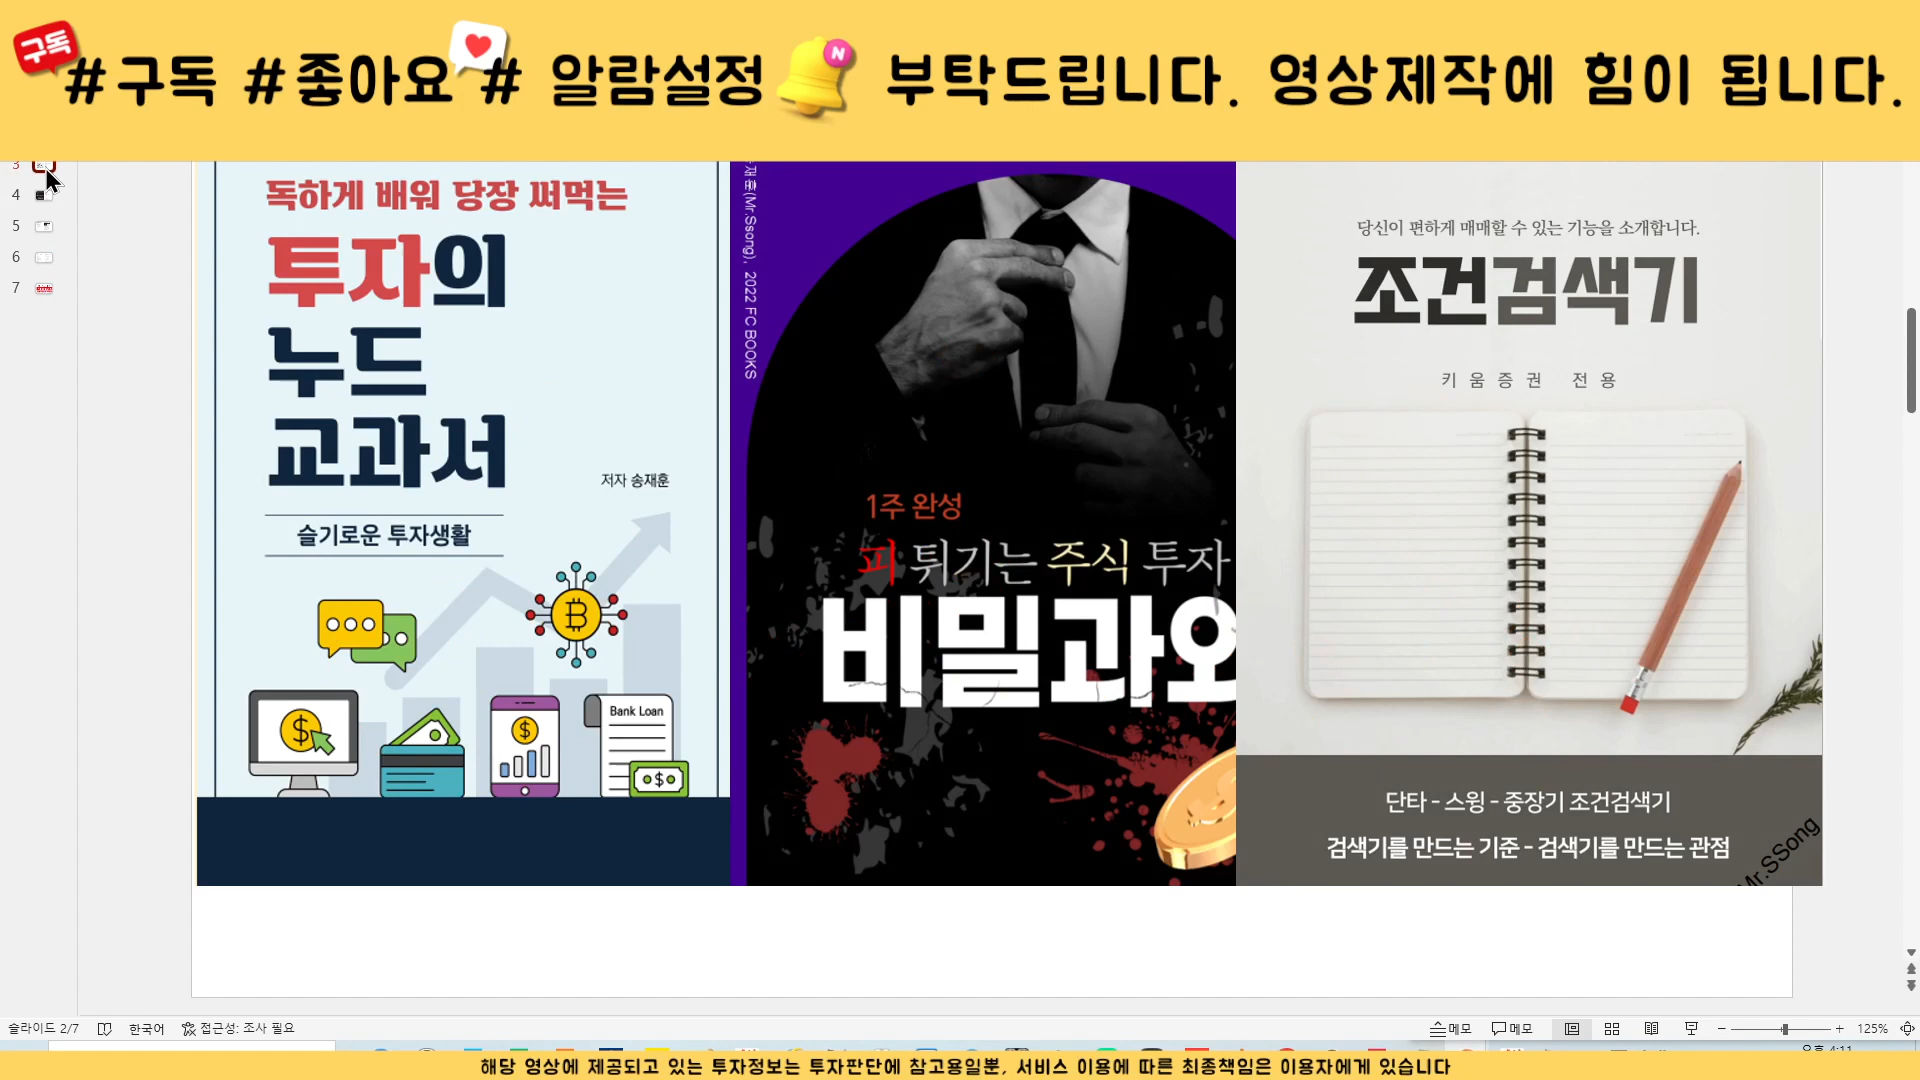 구독
#구독 #좋아요 # 알람설정 N 부탁드립니다. 영상제작에 힘이 됩니다.
3
4
5
6
7
독하게 배워 당장 써먹는
투자의
누드
교과서
저자 송재훈
슬기로운 투자생활
Bank Loan
재훈(Mr.Ssong), 2022 FC BOOKS
1주 완성
피 튀기는 주식 투자
비밀과외
당신이 편하게 매매할 수 있는 기능을 소개합니다.
조건검색기
키움증권 전용
단타 - 스윙 - 중장기 조건검색기
검색기를 만드는 기준 - 검색기를 만드는 관점
Mr.SSong
슬라이드 2/7 한국어 접근성: 조사 필요 메모 메모 125%
오후 4:11
해당 영상에 제공되고 있는 투자정보는 투자판단에 참고용일뿐, 서비스 이용에 따른 최종책임은 이용자에게 있습니다